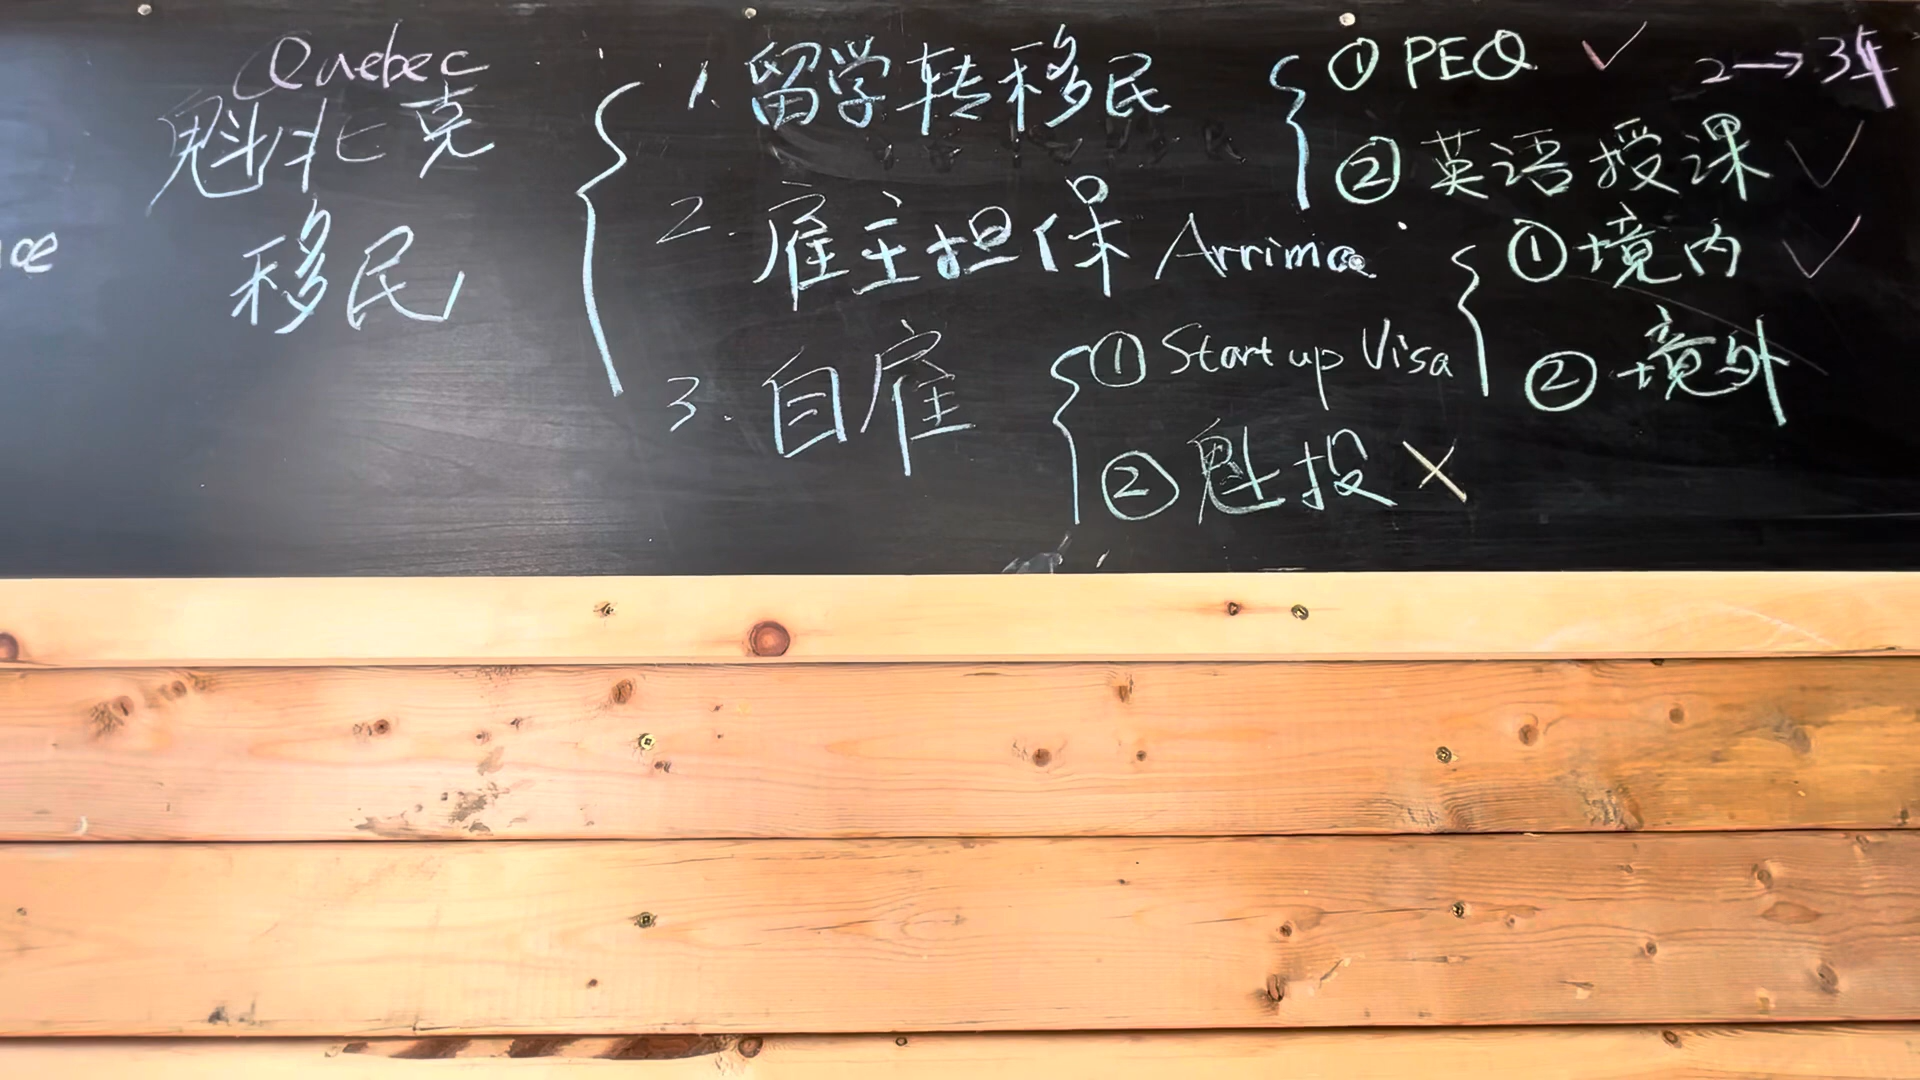 Quebec
魁北克
移民
1. 留学转移民
① PEQ ✓ 2→3年
② 英语授课 ✓
2. 雇主担保 Arrimce
① 境内 ✓
② 境外
3. 自雇
① Start up Visa
② 魁投 ×